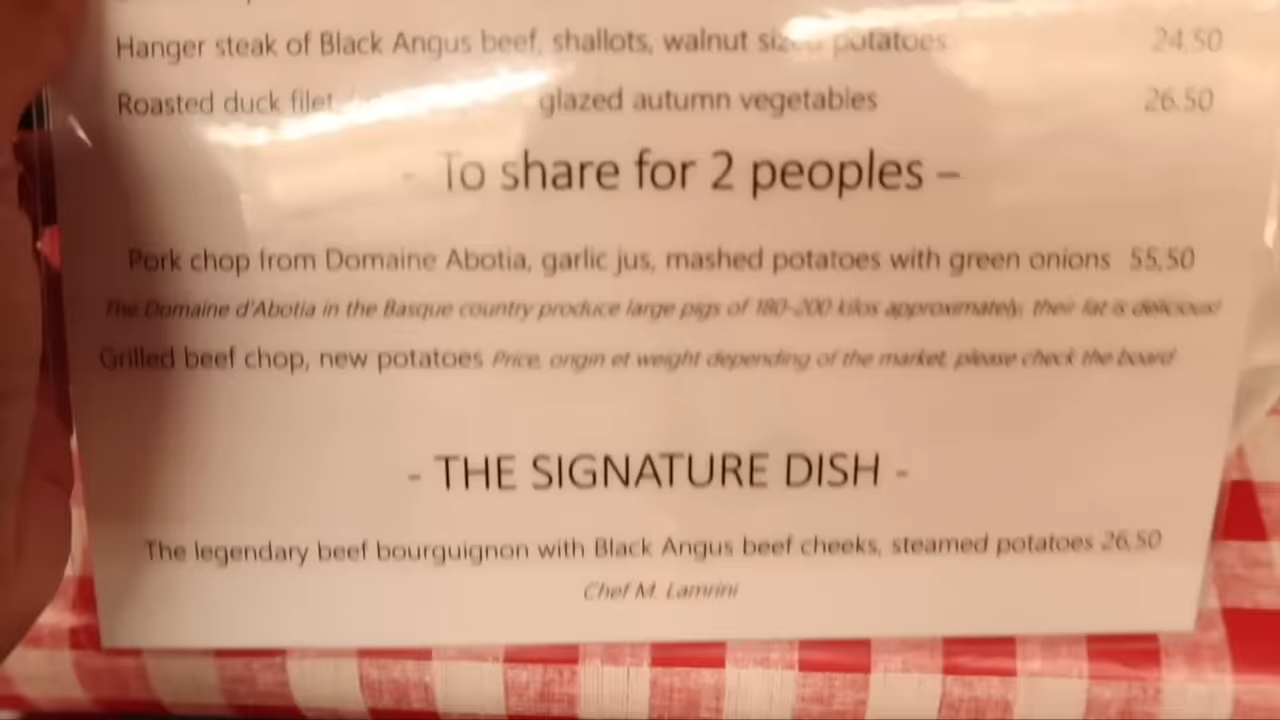 Hanger steak of Black Angus beef, shallots, walnut sized potatoes 24.50
Roasted duck filet glazed autumn vegetables 26.50
- To share for 2 peoples –
Pork chop from Domaine Abotia, garlic jus, mashed potatoes with green onions 55,50
The Domaine d'Abotia in the Basque country produce large pigs of 180-200 kilos approximately, their fat is delicious!
Grilled beef chop, new potatoes Price, origin et weight depending of the market, please check the board
- THE SIGNATURE DISH -
The legendary beef bourguignon with Black Angus beef cheeks, steamed potatoes 26,50
Chef M. Lamrini